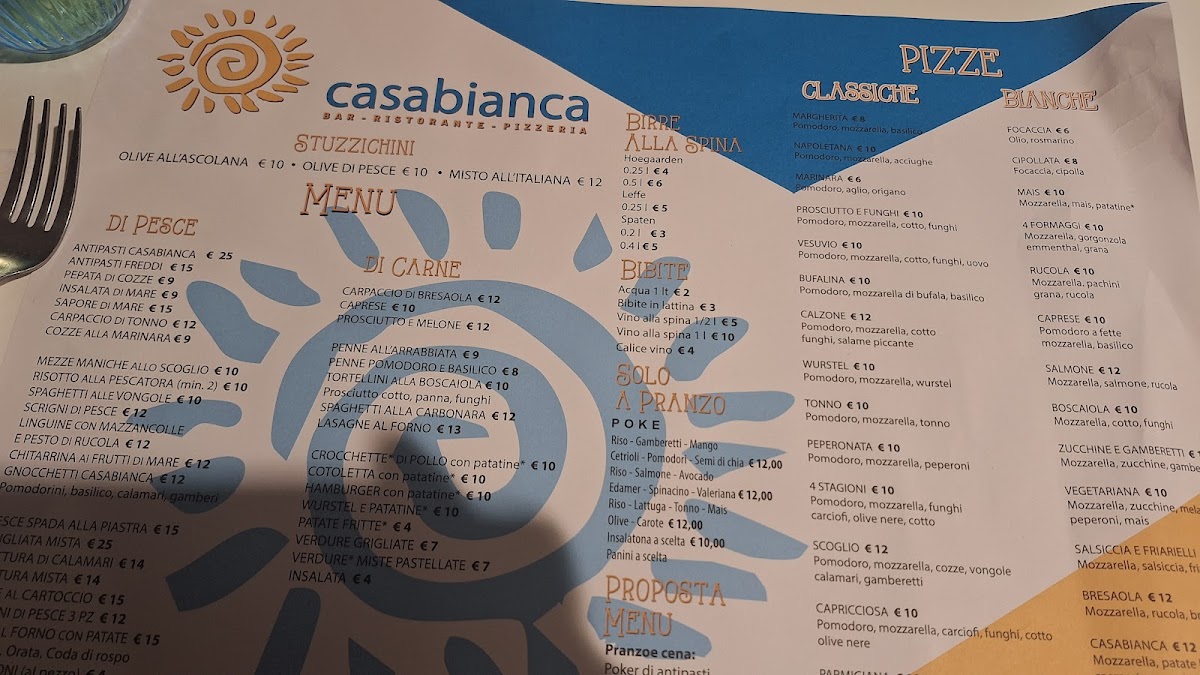 casabianca
BAR - RISTORANTE - PIZZERIA
STUZZICHINI
OLIVE ALL'ASCOLANA € 10 • OLIVE DI PESCE € 10 • MISTO ALL'ITALIANA € 12
MENU
DI PESCE
ANTIPASTI CASABIANCA € 25
ANTIPASTI FREDDI € 15
PEPATA DI COZZE € 9
INSALATA DI MARE € 9
SAPORE DI MARE € 15
CARPACCIO DI TONNO € 12
COZZE ALLA MARINARA € 9
MEZZE MANICHE ALLO SCOGLIO € 10
RISOTTO ALLA PESCATORA (min. 2) € 10
SPAGHETTI ALLE VONGOLE € 10
SCRIGNI DI PESCE € 12
LINGUINE CON MAZZANCOLLE
E PESTO DI RUCOLA € 12
CHITARRINA AI FRUTTI DI MARE € 12
GNOCCHETTI CASABIANCA € 12
Pomodorini, basilico, calamari, gamberi
SPADA ALLA PIASTRA € 15
MISTA € 25
DI CALAMARI € 14
MISTA € 14
AL CARTOCCIO € 15
DI PESCE 3 PZ € 12
FORNO CON PATATE € 15
Orata, Coda di rospo
(al pezzo) € 4
DI CARNE
CARPACCIO DI BRESAOLA € 12
CAPRESE € 10
PROSCIUTTO E MELONE € 12
PENNE ALL'ARRABBIATA € 9
PENNE POMODORO E BASILICO € 8
TORTELLINI ALLA BOSCAIOLA € 10
Prosciutto cotto, panna, funghi
SPAGHETTI ALLA CARBONARA € 12
LASAGNE AL FORNO € 13
CROCCHETTE* DI POLLO con patatine* € 10
COTOLETTA con patatine* € 10
HAMBURGER con patatine* € 10
WURSTEL E PATATINE* € 10
PATATE FRITTE* € 4
VERDURE GRIGLIATE € 7
VERDURE* MISTE PASTELLATE € 7
INSALATA € 4
BIRRE
ALLA SPINA
Hoegaarden
0.25 l € 4
0.5 l € 6
Leffe
0.25 l € 5
Spaten
0.2 l € 3
0.4 l € 5
BIBITE
Acqua 1 lt € 2
Bibite in lattina € 3
Vino alla spina 1/2 l € 5
Vino alla spina 1 l € 10
Calice vino € 4
SOLO
A PRANZO
POKE
Riso - Gamberetti - Mango
Cetrioli - Pomodori - Semi di chia € 12,00
Riso - Salmone - Avocado
Edamer - Spinacino - Valeriana € 12,00
Riso - Lattuga - Tonno - Mais
Olive - Carote € 12,00
Insalatona a scelta € 10,00
Panini a scelta
PROPOSTA
MENU
Pranzoe cena:
Poker di antipasti
PIZZE
CLASSICHE
MARGHERITA € 8
Pomodoro, mozzarella, basilico
NAPOLETANA € 10
Pomodoro, mozzarella, acciughe
MARINARA € 6
Pomodoro, aglio, origano
PROSCIUTTO E FUNGHI € 10
Pomodoro, mozzarella, cotto, funghi
VESUVIO € 10
Pomodoro, mozzarella, cotto, funghi, uovo
BUFALINA € 10
Pomodoro, mozzarella di bufala, basilico
CALZONE € 12
Pomodoro, mozzarella, cotto
funghi, salame piccante
WURSTEL € 10
Pomodoro, mozzarella, wurstel
TONNO € 10
Pomodoro, mozzarella, tonno
PEPERONATA € 10
Pomodoro, mozzarella, peperoni
4 STAGIONI € 10
Pomodoro, mozzarella, funghi
carciofi, olive nere, cotto
SCOGLIO € 12
Pomodoro, mozzarella, cozze, vongole
calamari, gamberetti
CAPRICCIOSA € 10
Pomodoro, mozzarella, carciofi, funghi, cotto
olive nere
PARMIGIANA
BIANCHE
FOCACCIA € 6
Olio, rosmarino
CIPOLLATA € 8
Focaccia, cipolla
MAIS € 10
Mozzarella, mais, patatine*
4 FORMAGGI € 10
Mozzarella, gorgonzola
emmenthal, grana
RUCOLA € 10
Mozzarella, pachini
grana, rucola
CAPRESE € 10
Pomodoro a fette
mozzarella, basilico
SALMONE € 12
Mozzarella, salmone, rucola
BOSCAIOLA € 10
Mozzarella, cotto, funghi
ZUCCHINE E GAMBERETTI
Mozzarella, zucchine,
VEGETARIANA € 10
Mozzarella, zucchine,
peperoni, mais
SALSICCIA E FRIARIELLI
Mozzarella, salsiccia,
BRESAOLA € 12
Mozzarella, rucola,
CASABIANCA € 12
Mozzarella, patate